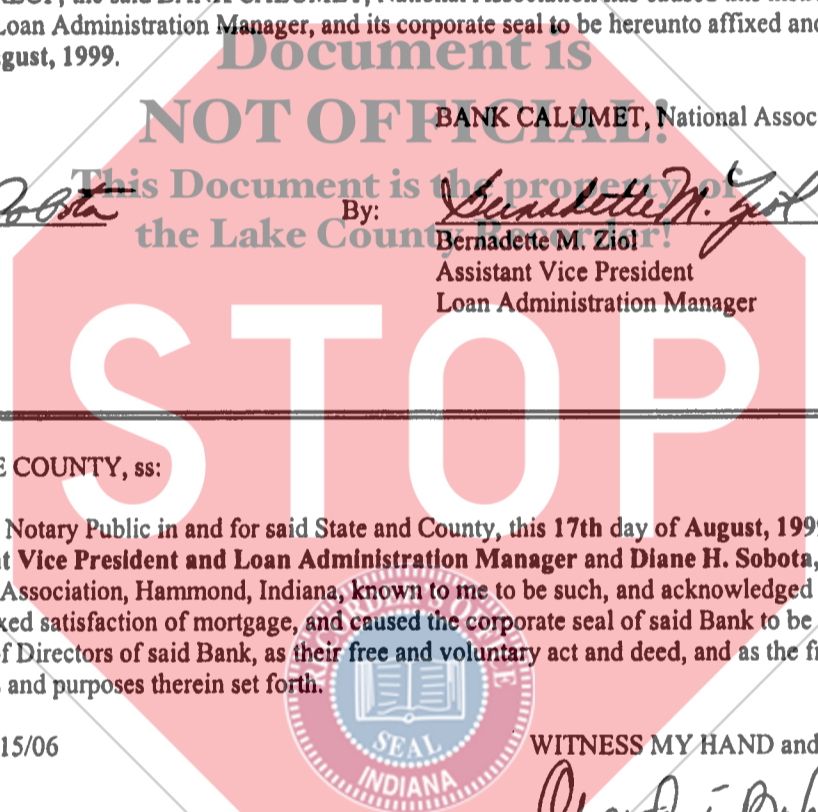 Loan Administration Manager, and its corporate seal to be hereunto affixed and
gust, 1999.
Document is
NOT OFFICIAL!
This Document is the property of
the Lake County Recorder!
BANK CALUMET, National Assoc
By: Bernadette M. Ziol
Bernadette M. Ziol
Assistant Vice President
Loan Administration Manager
STOP
E COUNTY, ss:
Notary Public in and for said State and County, this 17th day of August, 199
t Vice President and Loan Administration Manager and Diane H. Sobota,
Association, Hammond, Indiana, known to me to be such, and acknowledged
xed satisfaction of mortgage, and caused the corporate seal of said Bank to be
f Directors of said Bank, as their free and voluntary act and deed, and as the f
and purposes therein set forth.
SEAL
INDIANA
15/06
WITNESS MY HAND and